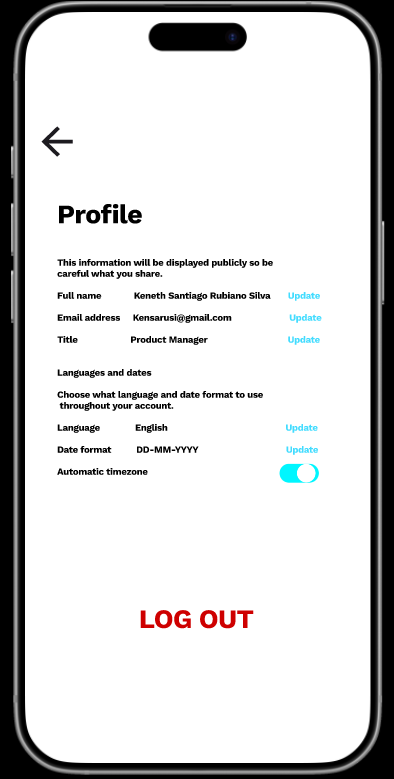 Profile
This information will be displayed publicly so be
careful what you share.
Full name Keneth Santiago Rubiano Silva Update
Email address Kensarusi@gmail.com Update
Title Product Manager Update
Languages and dates
Choose what language and date format to use
throughout your account.
Language English Update
Date format DD-MM-YYYY Update
Automatic timezone
LOG OUT